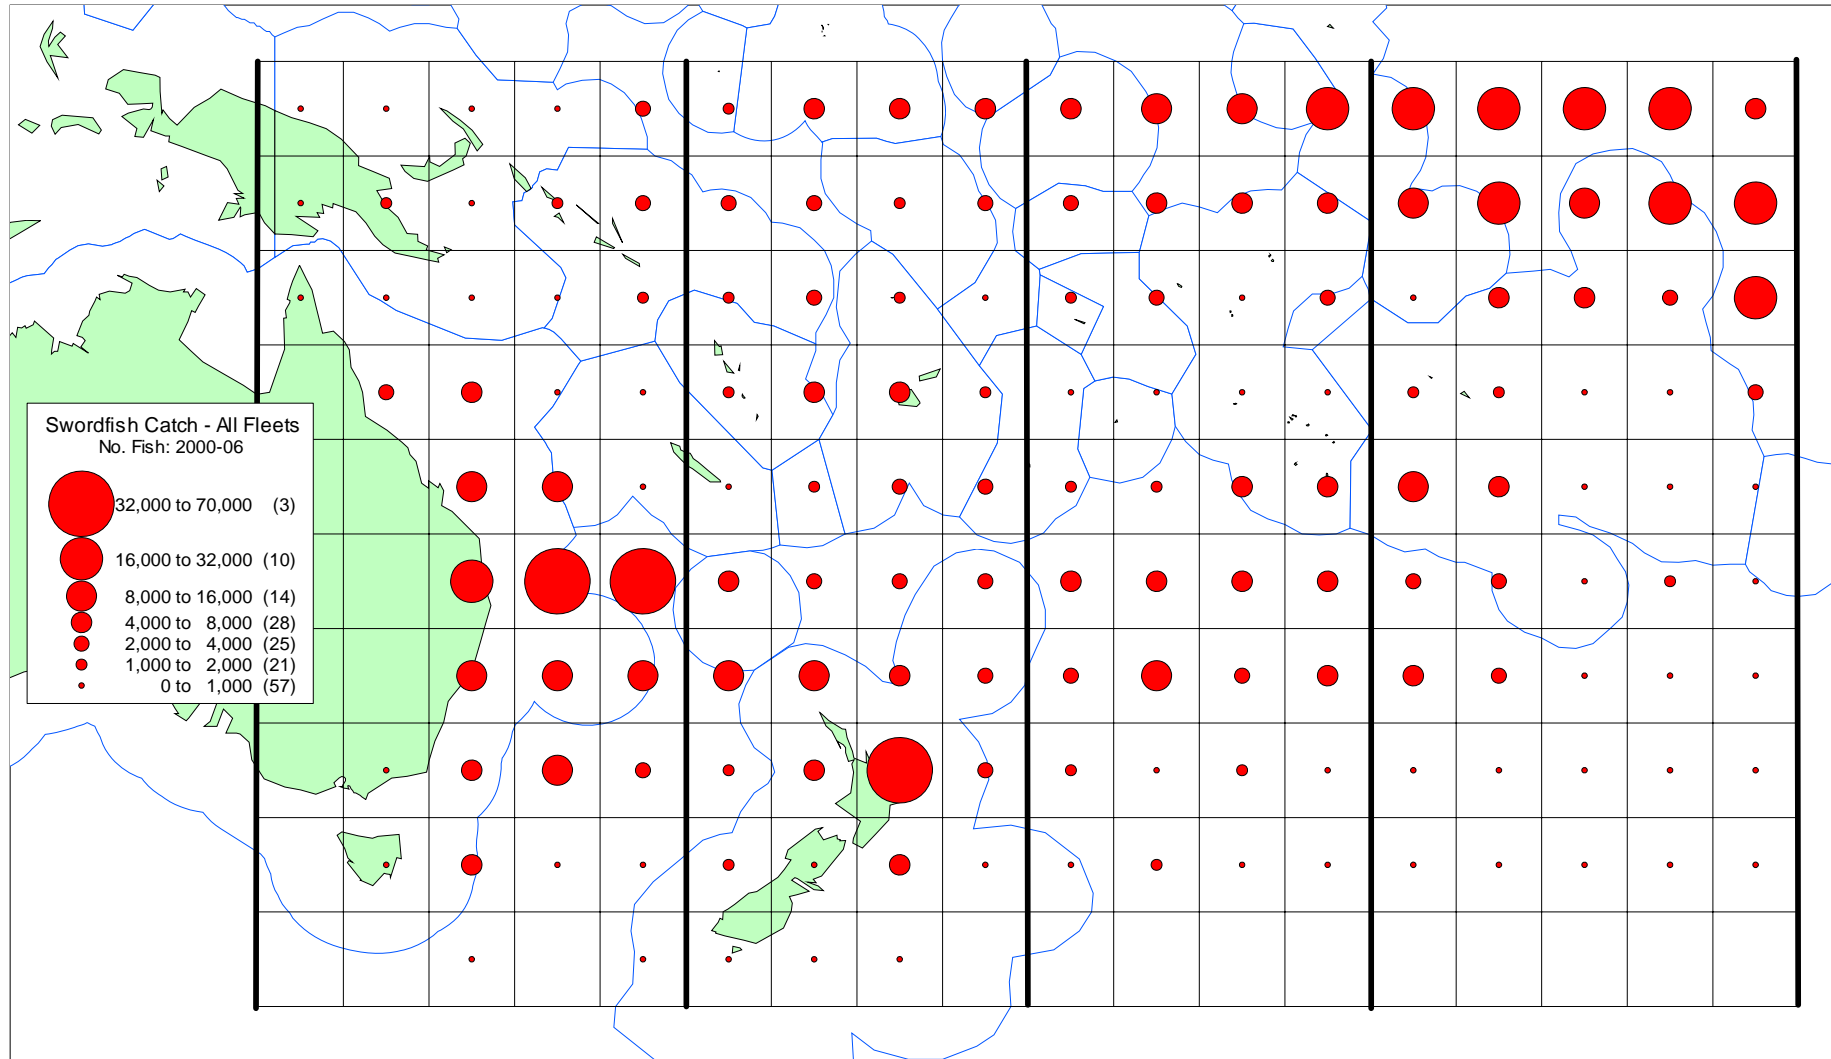 Swordfish Catch - All Fleets
No. Fish: 2000-06
32,000 to 70,000 (3)
16,000 to 32,000 (10)
8,000 to 16,000 (14)
4,000 to 8,000 (28)
2,000 to 4,000 (25)
1,000 to 2,000 (21)
0 to 1,000 (57)